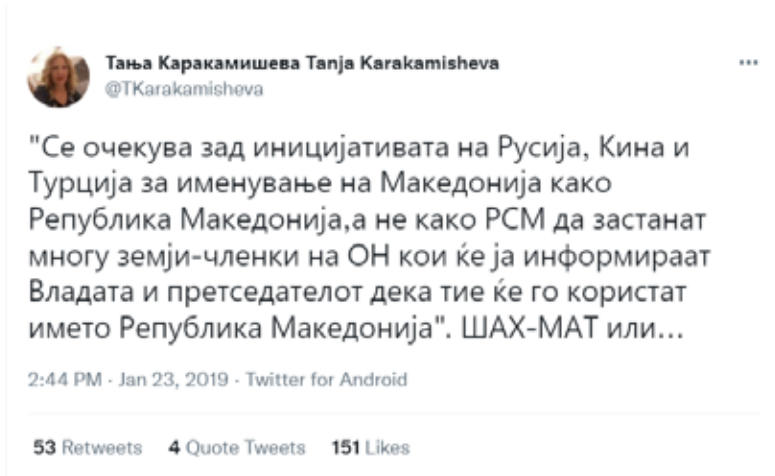 Тања Каракамишева Tanja Karakamisheva
@TKarakamisheva
"Се очекува зад иницијативата на Русија, Кина и
Турција за именување на Македонија како
Република Македонија,а не како РСМ да застанат
многу земји-членки на ОН кои ќе ја информираат
Владата и претседателот дека тие ќе го користат
името Република Македонија". ШАХ-МАТ или...
2:44 PM · Jan 23, 2019 · Twitter for Android
53 Retweets 4 Quote Tweets 151 Likes